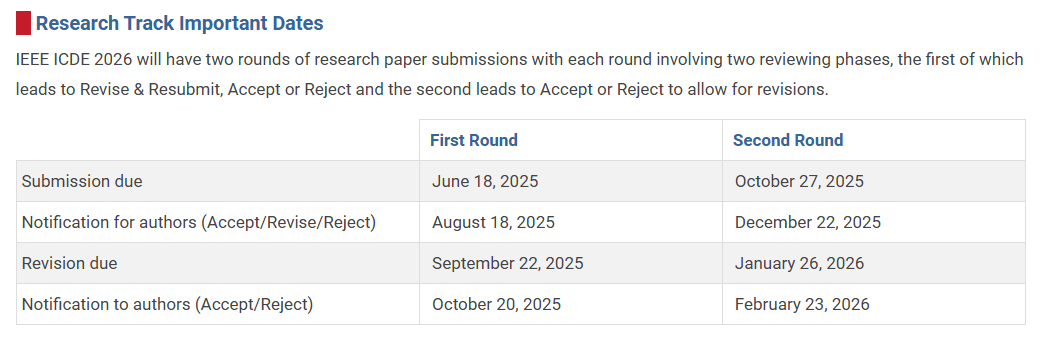 Research Track Important Dates
IEEE ICDE 2026 will have two rounds of research paper submissions with each round involving two reviewing phases, the first of which
leads to Revise & Resubmit, Accept or Reject and the second leads to Accept or Reject to allow for revisions.
First Round Second Round
Submission due June 18, 2025 October 27, 2025
Notification for authors (Accept/Revise/Reject) August 18, 2025 December 22, 2025
Revision due September 22, 2025 January 26, 2026
Notification to authors (Accept/Reject) October 20, 2025 February 23, 2026